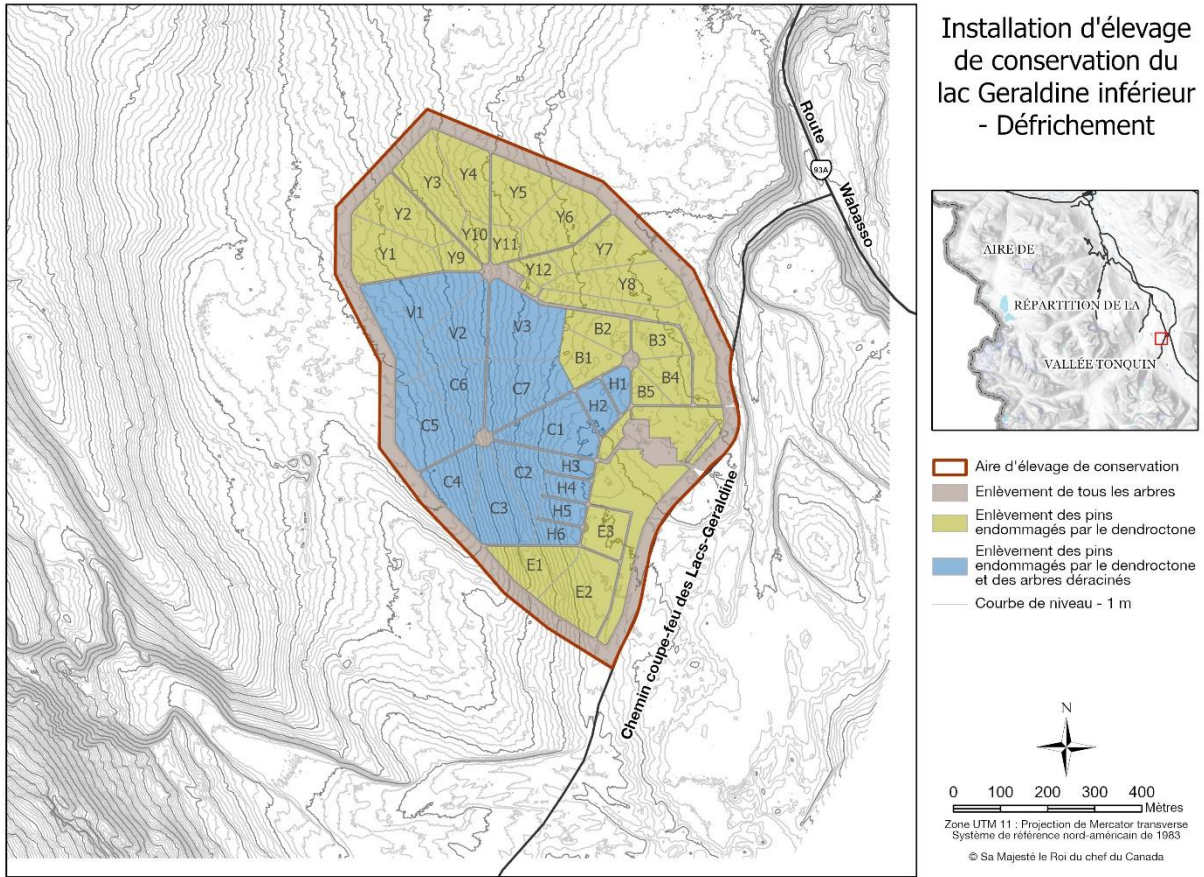 Installation d'élevage
de conservation du
lac Geraldine inférieur
- Défrichement
Route
93A
Wabasso
Chemin coupe-feu des Lacs-Geraldine
Y3
Y4
Y5
Y2
Y6
Y10
Y11
Y7
Y1
Y9
Y12
Y8
V1
V2
V3
B2
B3
B1
B4
H1
C6
C7
B5
H2
C5
C1
H3
C4
C2
H4
C3
H5
E3
H6
E1
E2
AIRE DE
RÉPARTITION DE LA
VALLÉE TONQUIN
Aire d'élevage de conservation
Enlèvement de tous les arbres
Enlèvement des pins
endommagés par le dendroctone
Enlèvement des pins
endommagés par le dendroctone
et des arbres déracinés
Courbe de niveau - 1 m
N
0 100 200 300 400
Mètres
Zone UTM 11 : Projection de Mercator transverse
Système de référence nord-américain de 1983
© Sa Majesté le Roi du chef du Canada